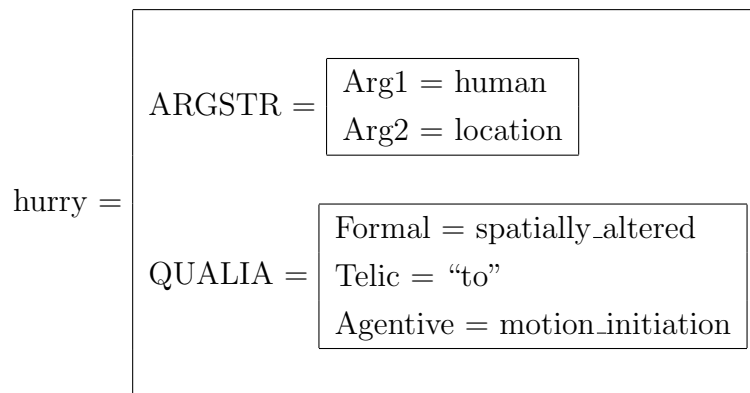 hurry =
ARGSTR =
Arg1 = human
Arg2 = location
QUALIA =
Formal = spatially_altered
Telic = “to”
Agentive = motion_initiation